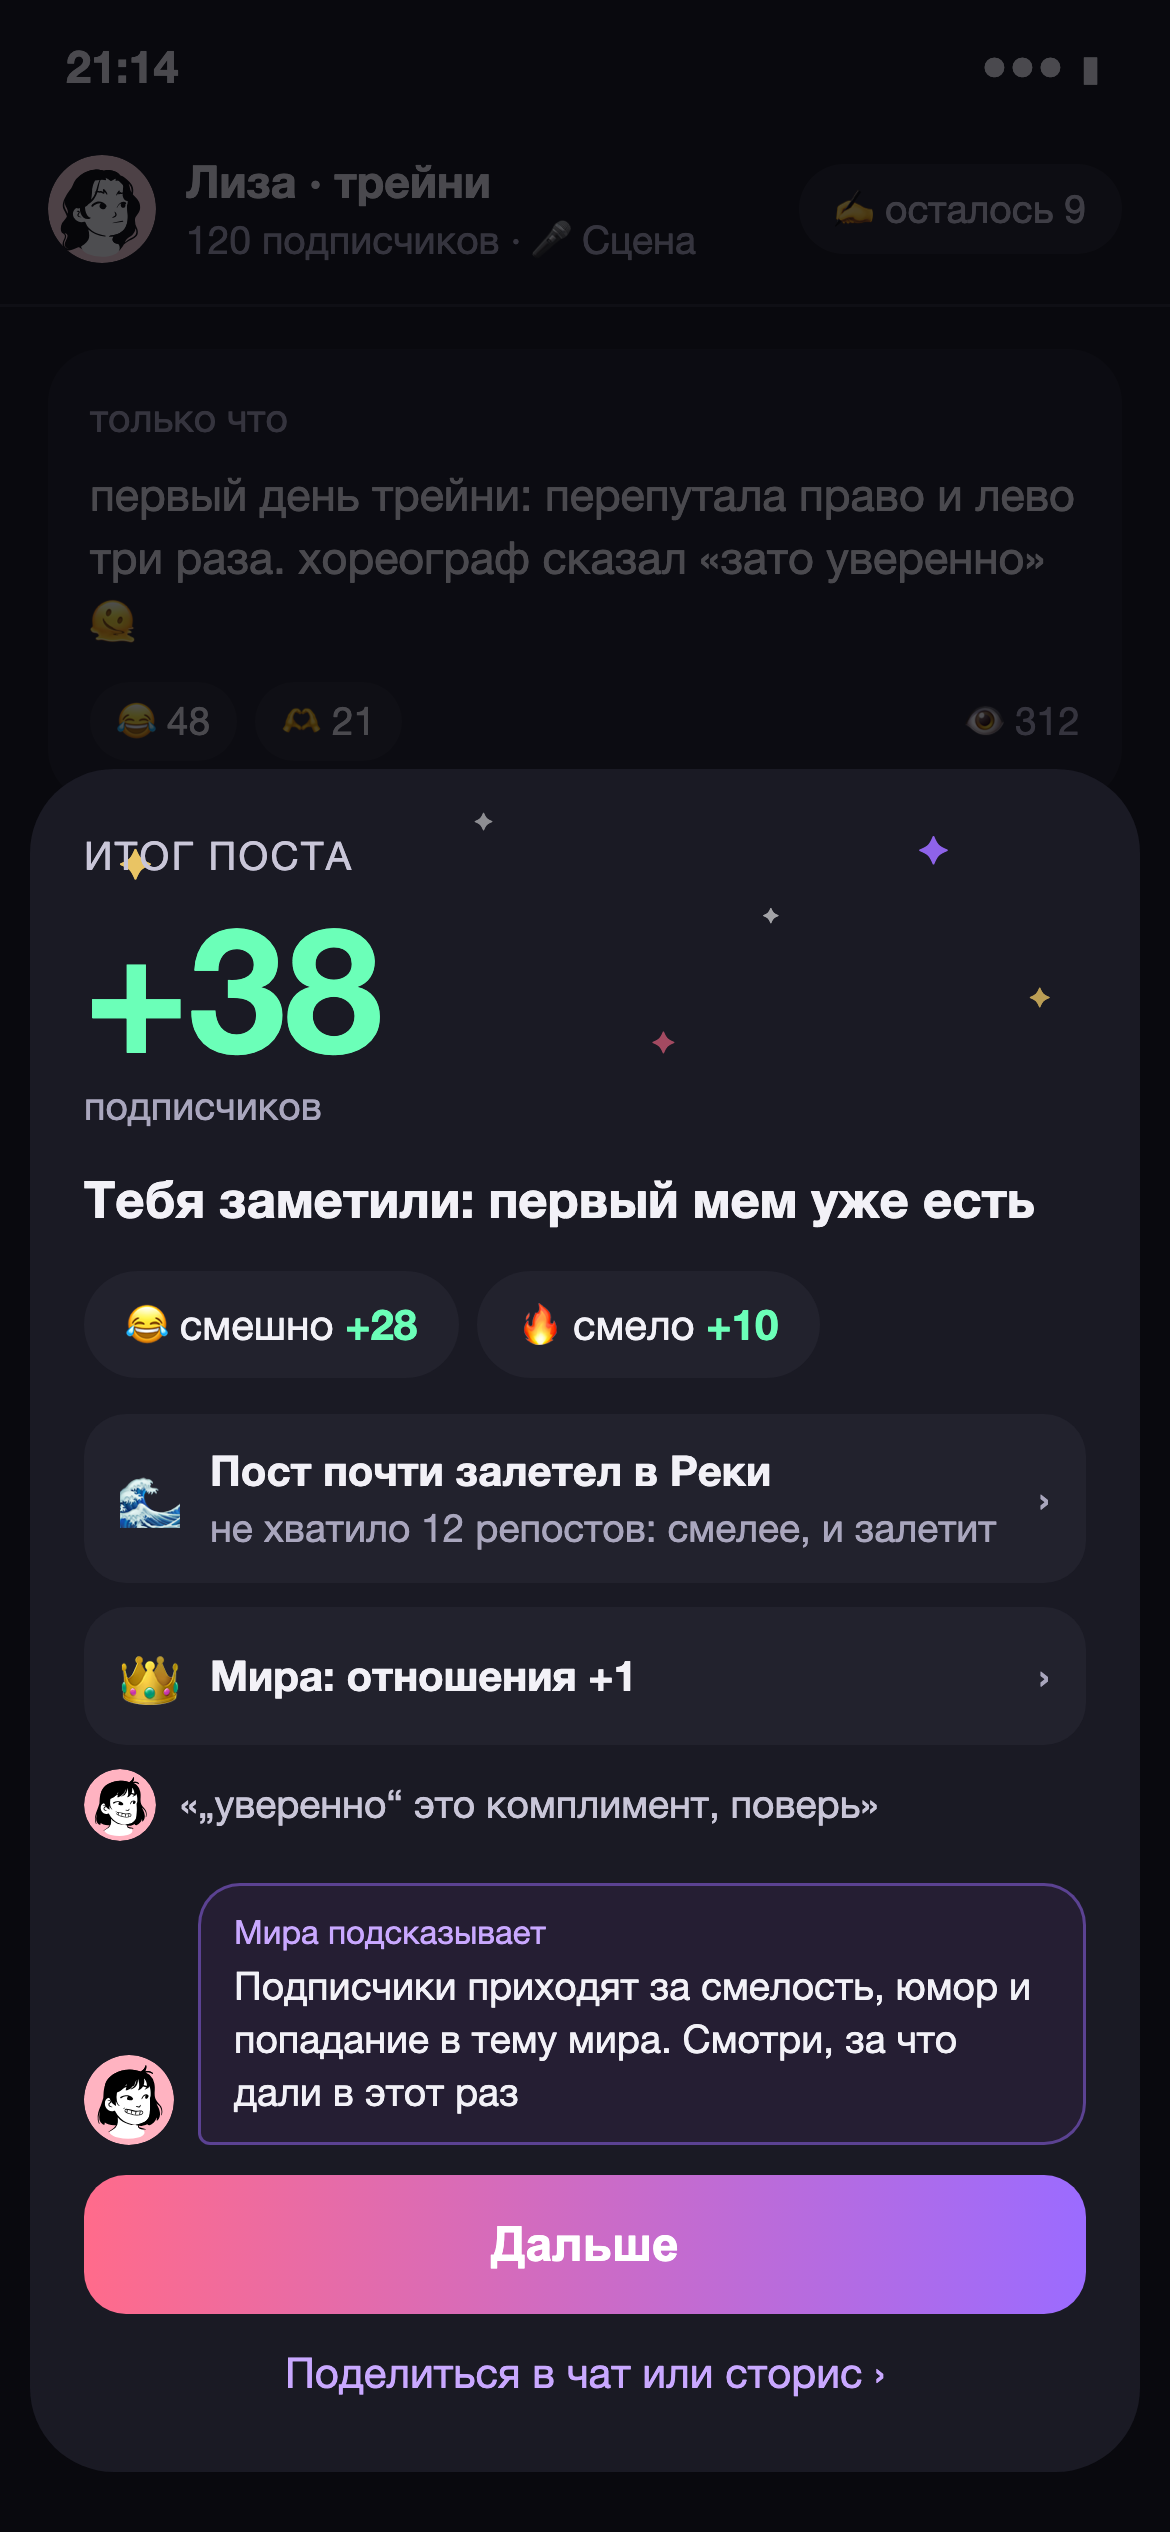 21:14
Лиза · трейни
120 подписчиков · 🎤 Сцена
✍️ осталось 9
только что
первый день трейни: перепутала право и лево
три раза. хореограф сказал «зато уверенно»
🫠
😂 48 🫶 21 👁️ 312
ИТОГ ПОСТА
+38
подписчиков
Тебя заметили: первый мем уже есть
😂 смешно +28 🔥 смело +10
🌊 Пост почти залетел в Реки
не хватило 12 репостов: смелее, и залетит ›
👑 Мира: отношения +1 ›
«„уверенно“ это комплимент, поверь»
Мира подсказывает
Подписчики приходят за смелость, юмор и
попадание в тему мира. Смотри, за что
дали в этот раз
Дальше
Поделиться в чат или сторис ›